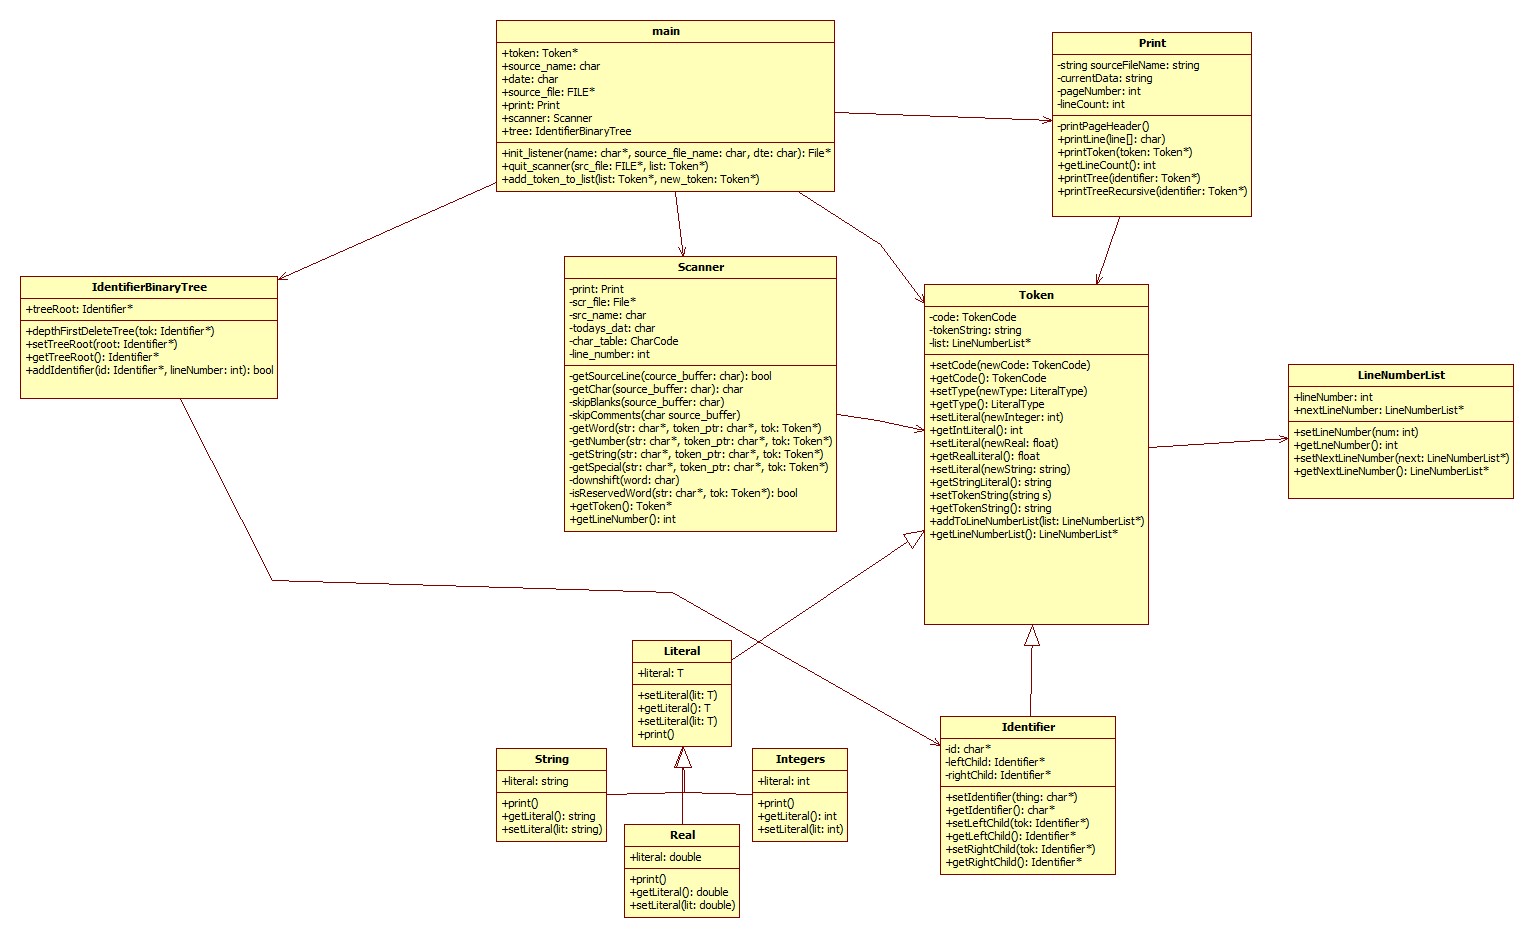 main
+token: Token*
+source_name: char
+date: char
+source_file: FILE*
+print: Print
+scanner: Scanner
+tree: IdentifierBinaryTree
+init_listener(name: char*, source_file_name: char, dte: char): File*
+quit_scanner(src_file: FILE*, list: Token*)
+add_token_to_list(list: Token*, new_token: Token*)
Print
-string sourceFileName: string
-currentData: string
-pageNumber: int
-lineCount: int
-printPageHeader()
+printLine(line[]: char)
+printToken(token: Token*)
+getLineCount(): int
+printTree(identifier: Token*)
+printTreeRecursive(identifier: Token*)
IdentifierBinaryTree
+treeRoot: Identifier*
+depthFirstDeleteTree(tok: Identifier*)
+setTreeRoot(root: Identifier*)
+getTreeRoot(): Identifier*
+addIdentifier(id: Identifier*, lineNumber: int): bool
Scanner
-print: Print
-scr_file: File*
-src_name: char
-todays_dat: char
-char_table: CharCode
-line_number: int
-getSourceLine(cource_buffer: char): bool
-getChar(source_buffer: char): char
-skipBlanks(source_buffer: char)
-skipComments(char source_buffer)
-getWord(str: char*, token_ptr: char*, tok: Token*)
-getNumber(str: char*, token_ptr: char*, tok: Token*)
-getString(str: char*, token_ptr: char*, tok: Token*)
-getSpecial(str: char*, token_ptr: char*, tok: Token*)
-downshift(word: char)
-isReservedWord(str: char*, tok: Token*): bool
+getToken(): Token*
+getLineNumber(): int
Token
-code: TokenCode
-tokenString: string
-list: LineNumberList*
+setCode(newCode: TokenCode)
+getCode(): TokenCode
+setType(newType: LiteralType)
+getType(): LiteralType
+setLiteral(newInteger: int)
+getIntLiteral(): int
+setLiteral(newReal: float)
+getRealLiteral(): float
+setLiteral(newString: string)
+getStringLiteral(): string
+setTokenString(string s)
+getTokenString(): string
+addToLineNumberList(list: LineNumberList*)
+getLineNumberList(): LineNumberList*
LineNumberList
+lineNumber: int
+nextLineNumber: LineNumberList*
+setLineNumber(num: int)
+getLneNumber(): int
+setNextLineNumber(next: LineNumberList*)
+getNextLineNumber(): LineNumberList*
Literal
+literal: T
+setLiteral(lit: T)
+getLiteral(): T
+setLiteral(lit: T)
+print()
String
+literal: string
+print()
+getLiteral(): string
+setLiteral(lit: string)
Integers
+literal: int
+print()
+getLiteral(): int
+setLiteral(lit: int)
Real
+literal: double
+print()
+getLiteral(): double
+setLiteral(lit: double)
Identifier
-id: char*
-leftChild: Identifier*
-rightChild: Identifier*
+setIdentifier(thing: char*)
+getIdentifier(): char*
+setLeftChild(tok: Identifier*)
+getLeftChild(): Identifier*
+setRightChild(tok: Identifier*)
+getRightChild(): Identifier*